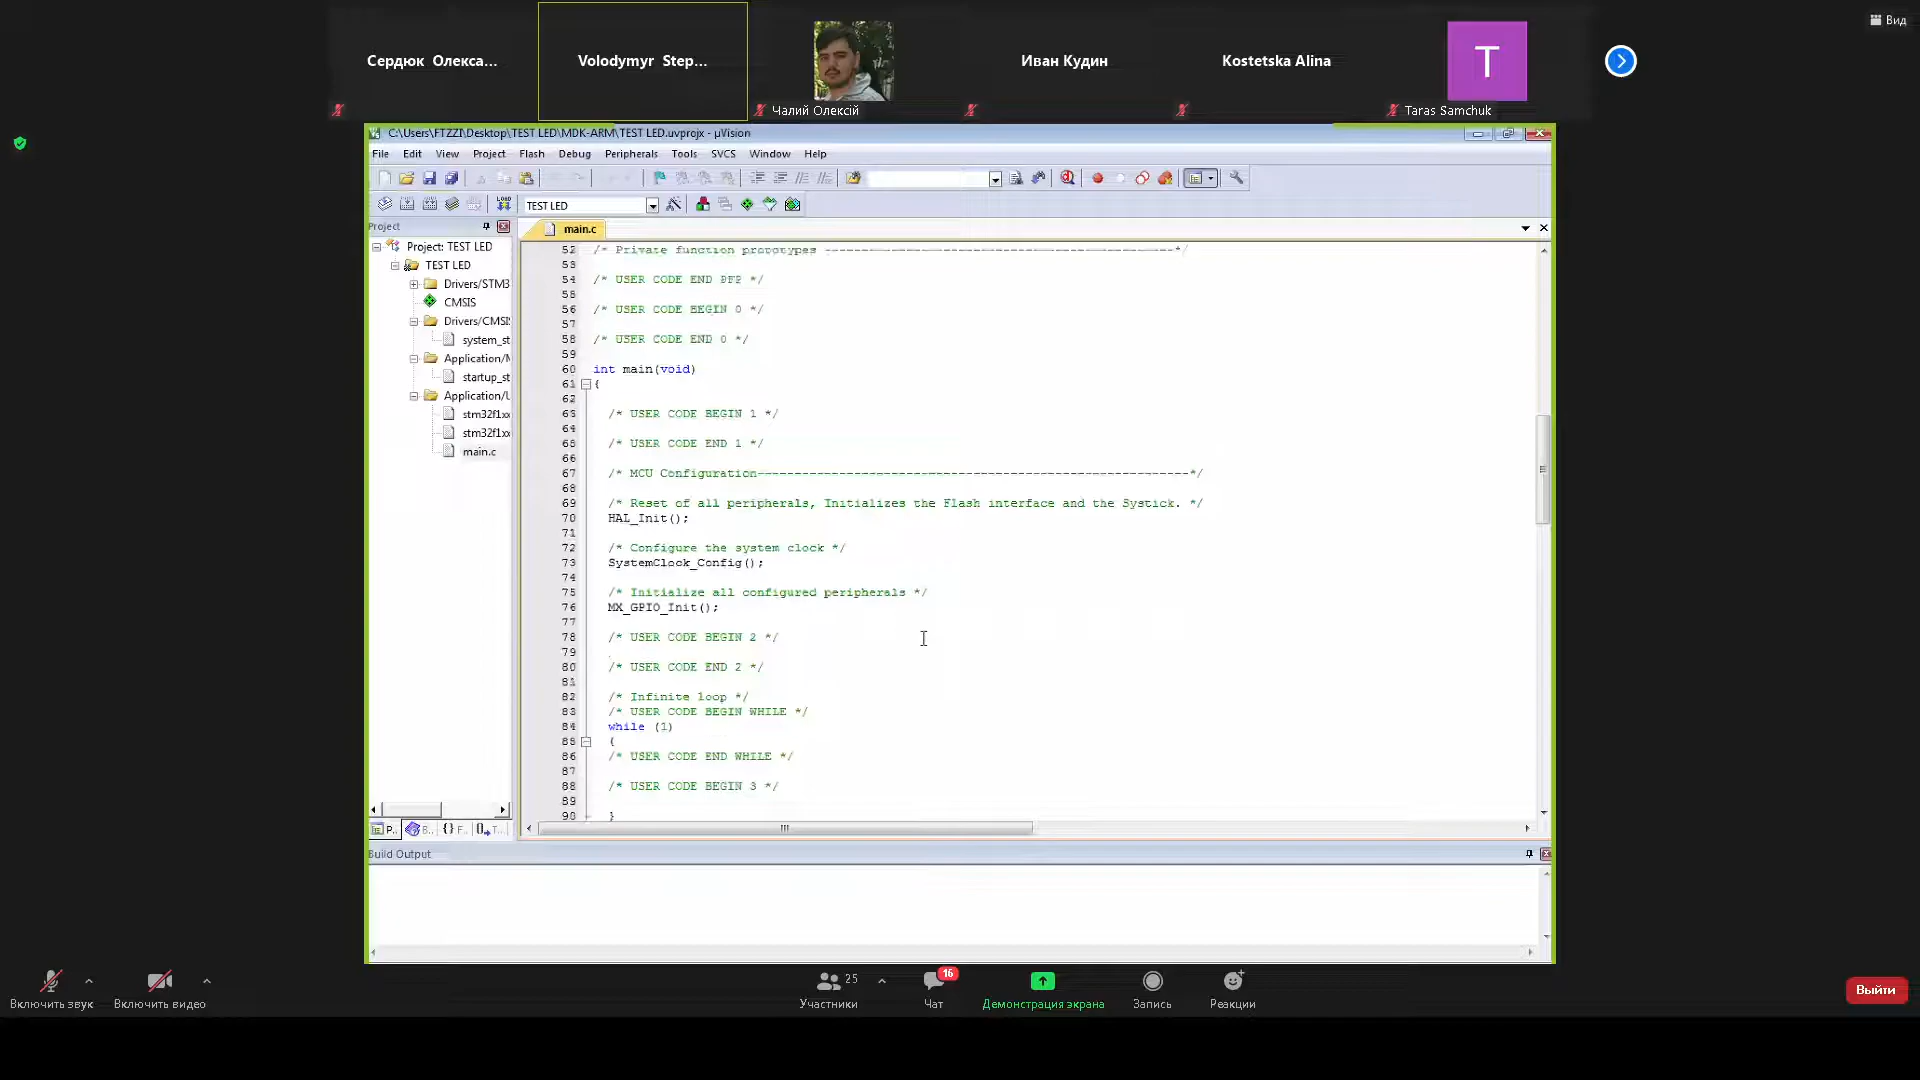 Вид
Сердюк Олекса...
Volodymyr Step...
Иван Кудин
Kostetska Alina
T
Чалий Олексій
Taras Samchuk
C:\Users\FTZZI\Desktop\TEST LED\MDK-ARM\TEST LED.uvprojx - µVision
File Edit View Project Flash Debug Peripherals Tools SVCS Window Help
LOAD
TEST LED
Project
main.c
Project: TEST LED
TEST LED
Drivers/STM3
CMSIS
Drivers/CMSI
system_st
Application/M
startup_st
Application/U
stm32f1xx
stm32f1xx
main.c
52 /* Private function prototypes -----------------------------------------------*/
53
54 /* USER CODE END PFP */
55
56 /* USER CODE BEGIN 0 */
57
58 /* USER CODE END 0 */
59
60 int main(void)
61 {
62
63 /* USER CODE BEGIN 1 */
64
65 /* USER CODE END 1 */
66
67 /* MCU Configuration----------------------------------------------------------*/
68
69 /* Reset of all peripherals, Initializes the Flash interface and the Systick. */
70 HAL_Init();
71
72 /* Configure the system clock */
73 SystemClock_Config();
74
75 /* Initialize all configured peripherals */
76 MX_GPIO_Init();
77
78 /* USER CODE BEGIN 2 */
79
80 /* USER CODE END 2 */
81
82 /* Infinite loop */
83 /* USER CODE BEGIN WHILE */
84 while (1)
85 {
86 /* USER CODE END WHILE */
87
88 /* USER CODE BEGIN 3 */
89
90 }
P... B... {} F... T...
Build Output
Включить звук
Включить видео
25
Участники
16
Чат
Демонстрация экрана
Запись
Реакции
Выйти